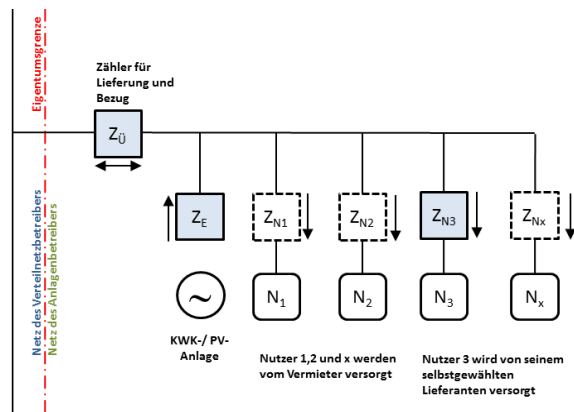 Eigentumsgrenze
Zähler für
Lieferung und
Bezug
ZÜ
ZE
ZN1
ZN2
ZN3
ZNx
Netz des Verteilnetzbetreibers
Netz des Anlagenbetreibers
~
N1
N2
N3
Nx
KWK-/ PV-
Anlage
Nutzer 1,2 und x werden
vom Vermieter versorgt
Nutzer 3 wird von seinem
selbstgewählten
Lieferanten versorgt